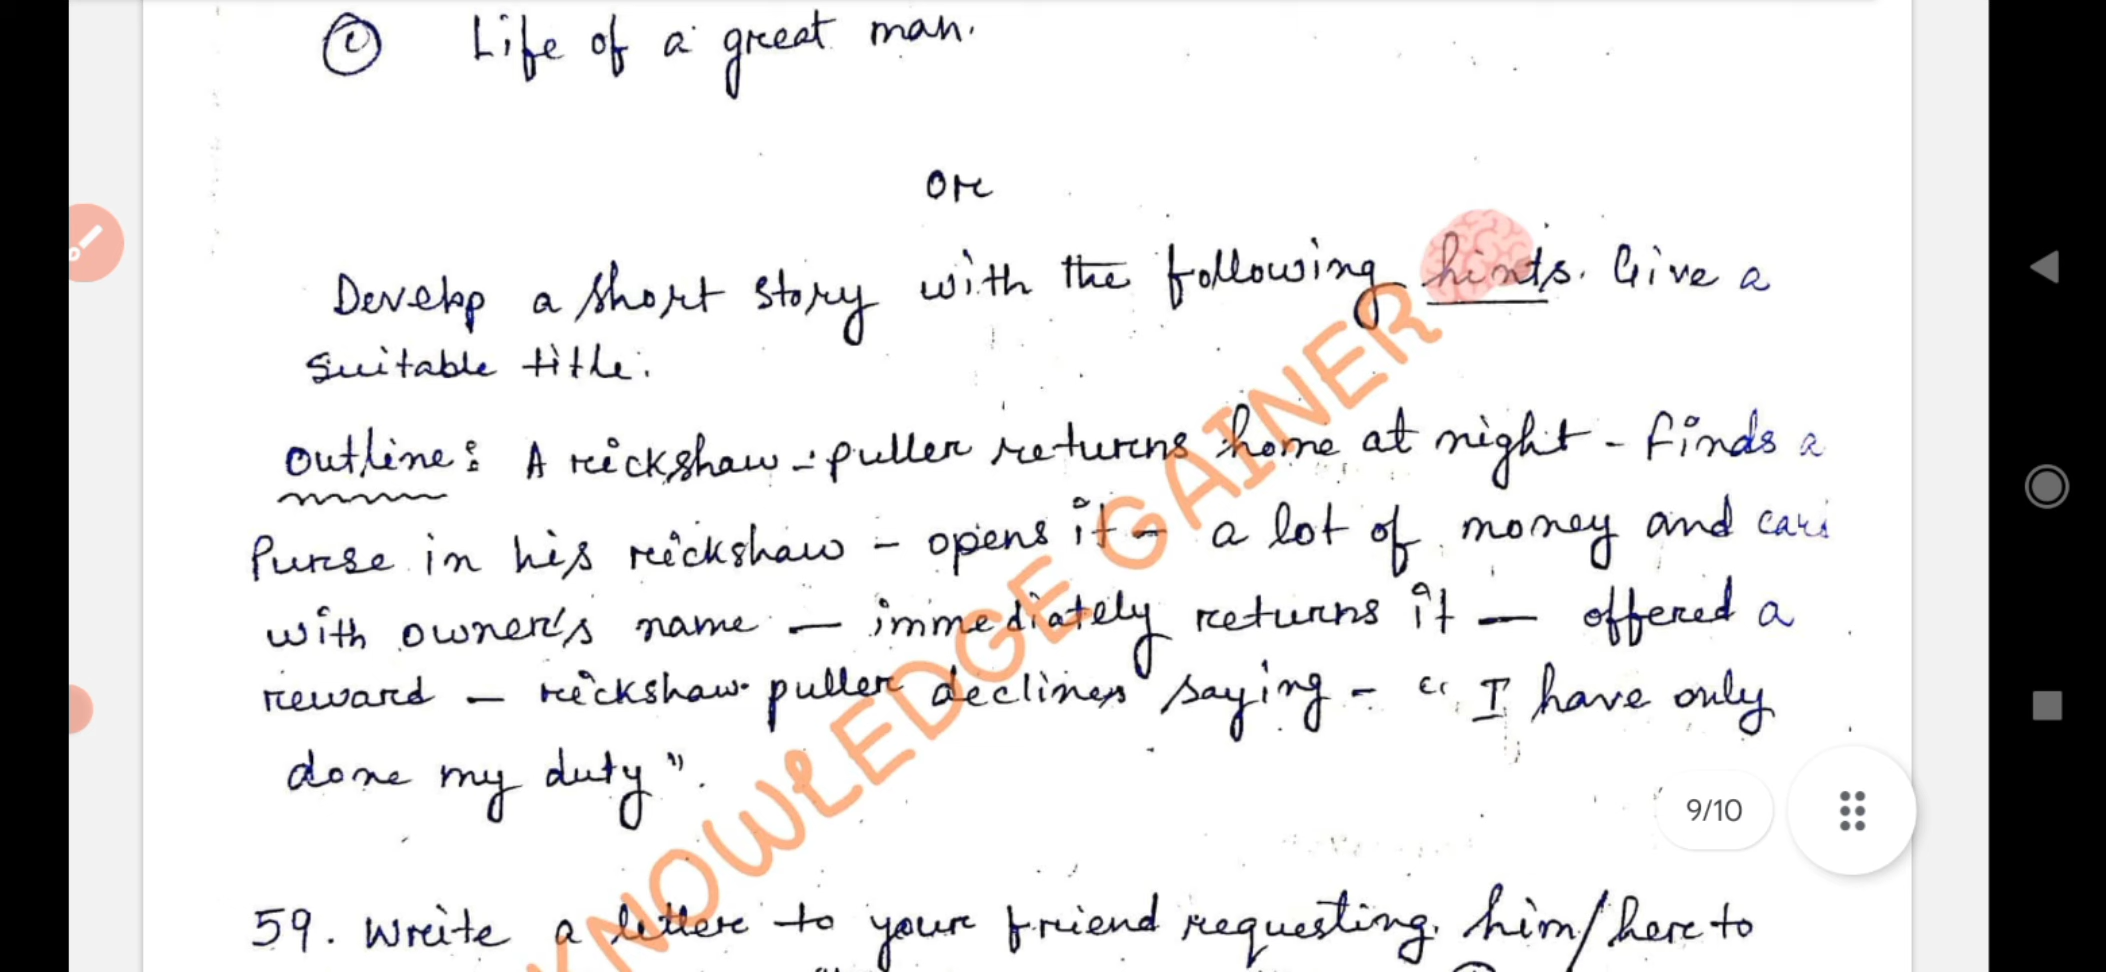 (c) Life of a great man.
Or
Develop a short story with the following hints. Give a
suitable title.
Outline: A rickshaw-puller returns home at night - finds a
Purse in his rickshaw - opens it - a lot of money and
with owner's name - immediately returns it - offered a
reward - rickshaw-puller declines saying - "I have only
done my duty".
9/10
KNOWLEDGE GAINER
59. Write a letter to your friend requesting him/her to